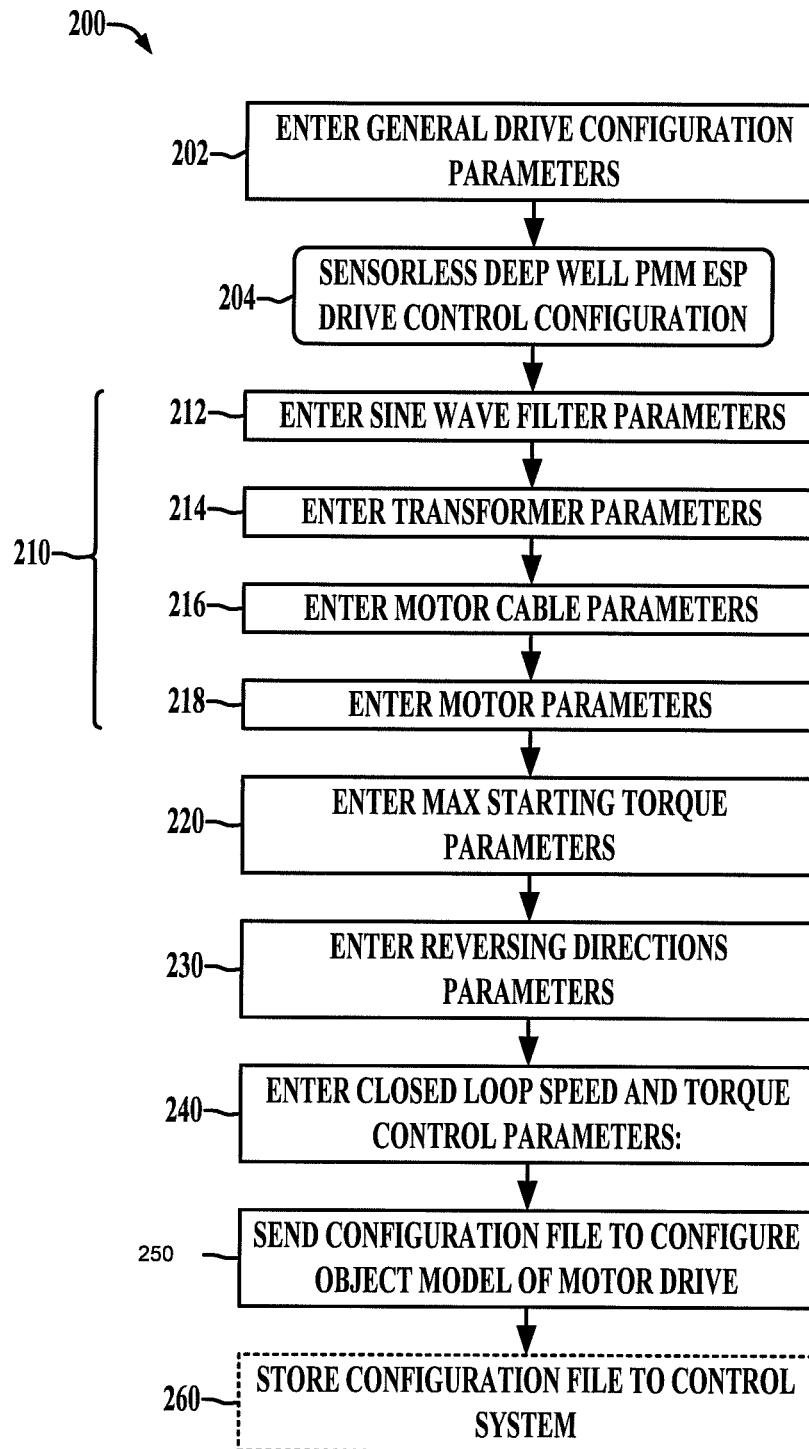 200
202
ENTER GENERAL DRIVE CONFIGURATION
PARAMETERS
204
SENSORLESS DEEP WELL PMM ESP
DRIVE CONTROL CONFIGURATION
210
212
ENTER SINE WAVE FILTER PARAMETERS
214
ENTER TRANSFORMER PARAMETERS
216
ENTER MOTOR CABLE PARAMETERS
218
ENTER MOTOR PARAMETERS
220
ENTER MAX STARTING TORQUE
PARAMETERS
230
ENTER REVERSING DIRECTIONS
PARAMETERS
240
ENTER CLOSED LOOP SPEED AND TORQUE
CONTROL PARAMETERS:
250
SEND CONFIGURATION FILE TO CONFIGURE
OBJECT MODEL OF MOTOR DRIVE
260
STORE CONFIGURATION FILE TO CONTROL
SYSTEM